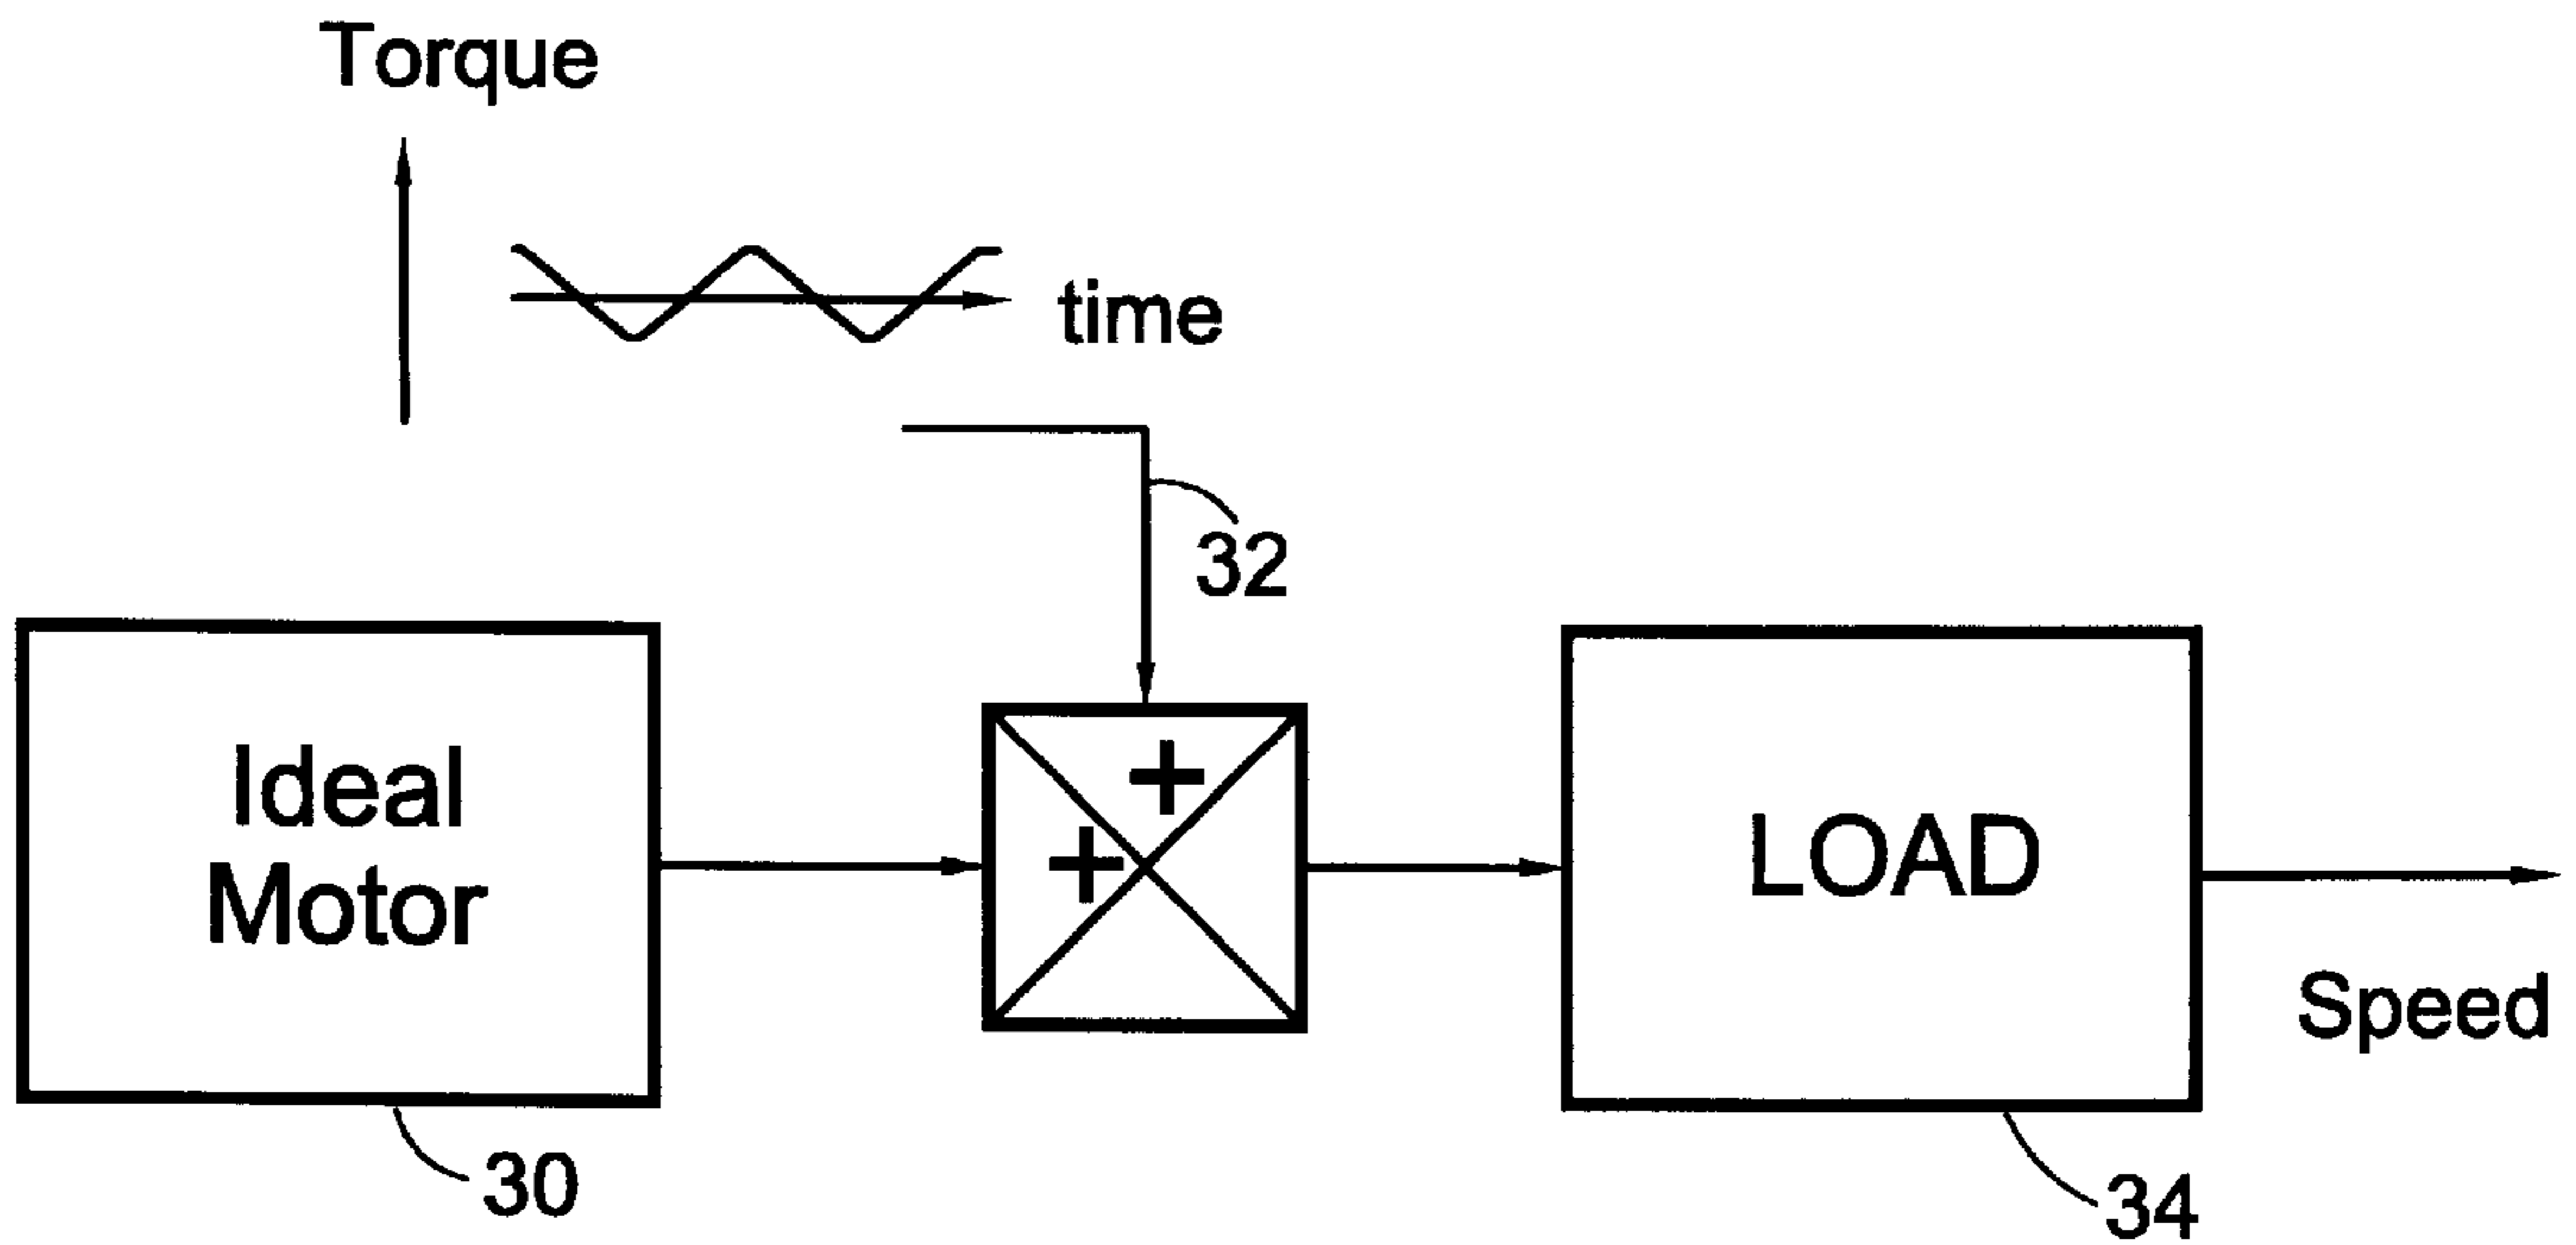 Torque
time
32
+
+
Ideal
Motor
LOAD
Speed
30
34